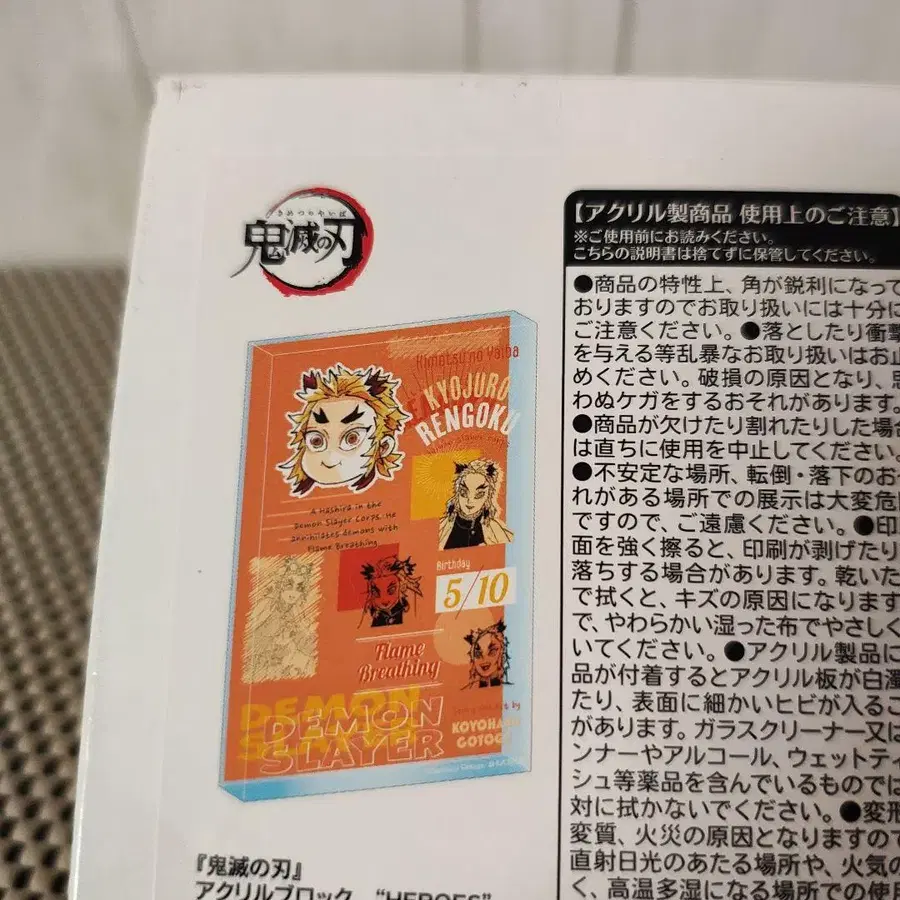 きめつのやいば
鬼滅の刃
Kimetsu no Yaiba
KYOJURO
RENGOKU
A Hashira in the
Demon Slayer Corps. He
annihilates demons with
Flame Breathing.
Birthday
5/10
Flame
Breathing
DEMON
SLAYER
DEMON
SLAYER
by
KOYOHA
GOTOG
『鬼滅の刃』
アクリルブロック "HEROES"
【アクリル製商品 使用上のご注意】
※ご使用前にお読みください。
こちらの説明書は捨てずに保管してください。
●商品の特性上、角が鋭利になって
おりますのでお取り扱いには十分に
ご注意ください。●落としたり衝撃
を与える等乱暴なお取り扱いはお止
めください。破損の原因となり、思
わぬケガをするおそれがあります。
●商品が欠けたり割れたりした場合
は直ちに使用を中止してください。
●不安定な場所、転倒・落下のおそ
れがある場所での展示は大変危険
ですので、ご遠慮ください。●印
面を強く擦ると、印刷が剥げたり
落ちする場合があります。乾いた
で拭くと、キズの原因になります
で、やわらかい湿った布でやさしく
いてください。●アクリル製品に
品が付着するとアクリル板が白濁
たり、表面に細かいヒビが入るこ
があります。ガラスクリーナー又は
ンナーやアルコール、ウェットティ
シュ等薬品を含んでいるものでは
対に拭かないでください。●変形
変質、火災の原因となりますので
直射日光のあたる場所や、火気の
く、高温多湿になる場所での使用